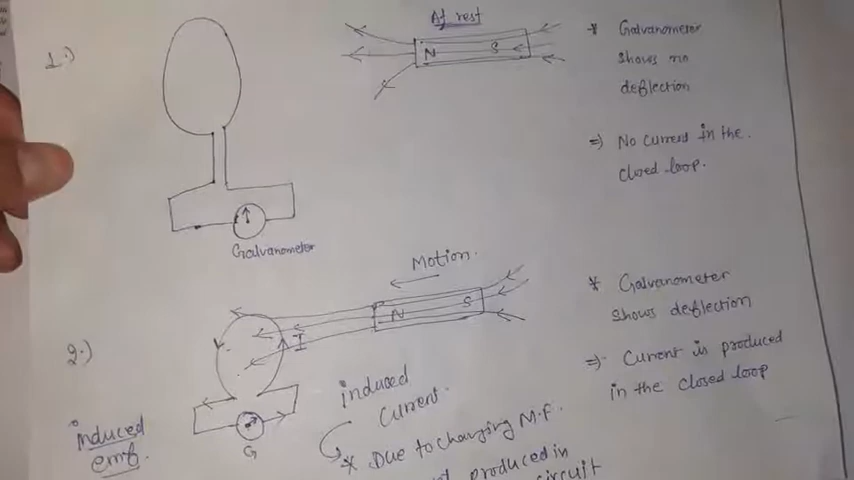 1.)
At rest
N S
* Galvanometer
shows no
deflection
=) No current in the
closed loop.
Galvanometer
Motion.
N S
I
* Galvanometer
shows deflection
=) Current is produced
in the closed loop
2.)
G
induced
emf.
induced
Current.
* Due to changing M.F.
produced in
circuit